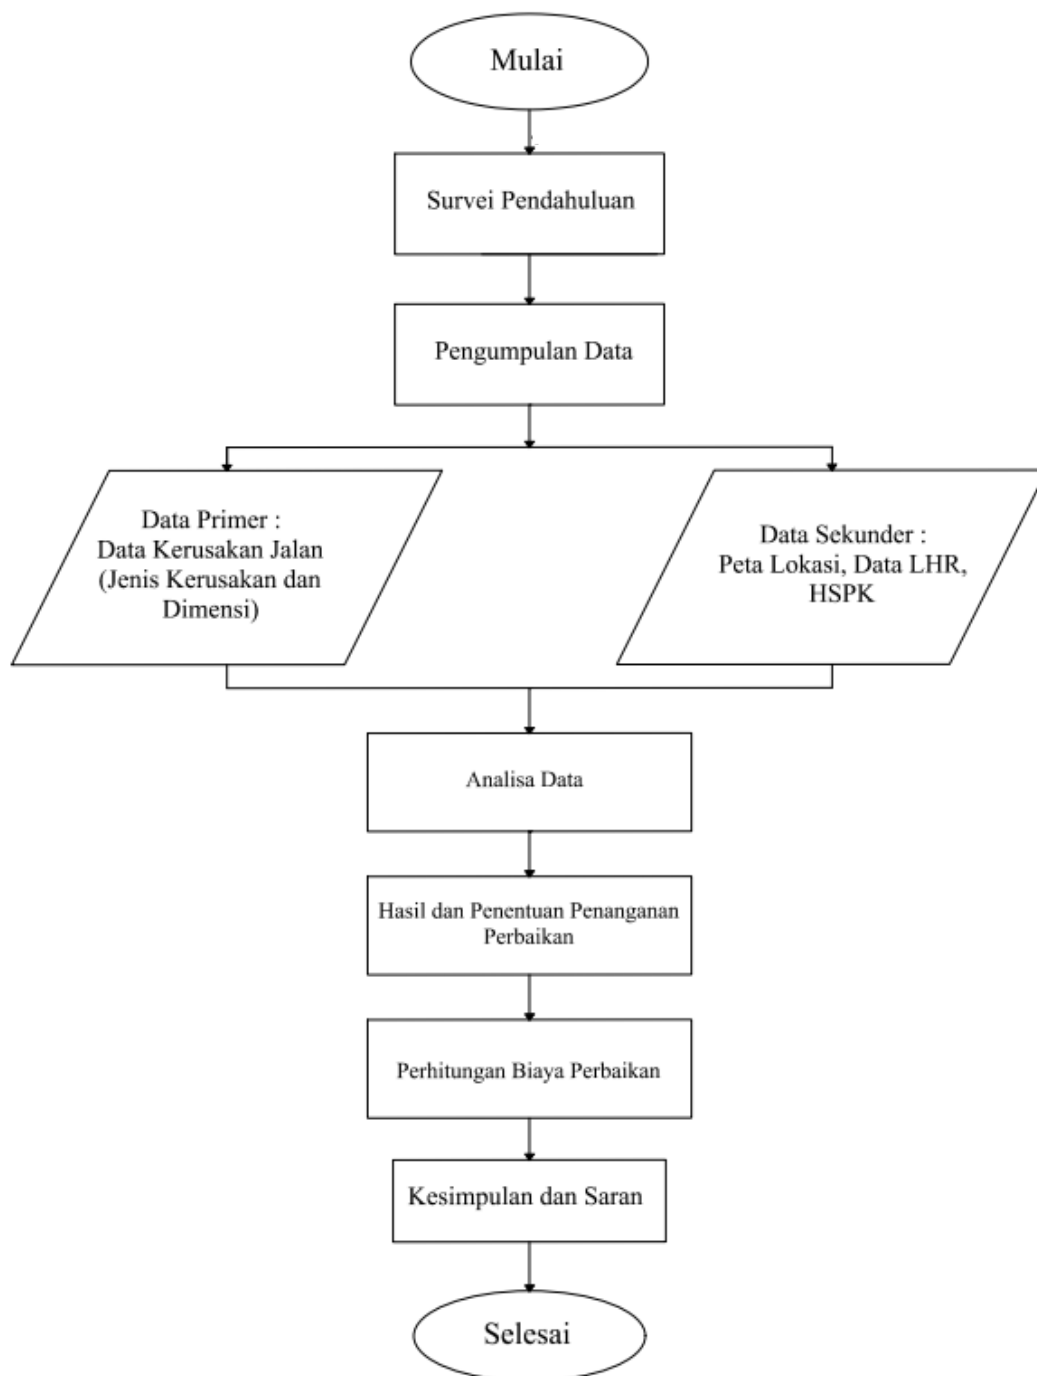 Mulai
Survei Pendahuluan
Pengumpulan Data
Data Primer :
Data Kerusakan Jalan
(Jenis Kerusakan dan
Dimensi)
Data Sekunder :
Peta Lokasi, Data LHR,
HSPK
Analisa Data
Hasil dan Penentuan Penanganan
Perbaikan
Perhitungan Biaya Perbaikan
Kesimpulan dan Saran
Selesai